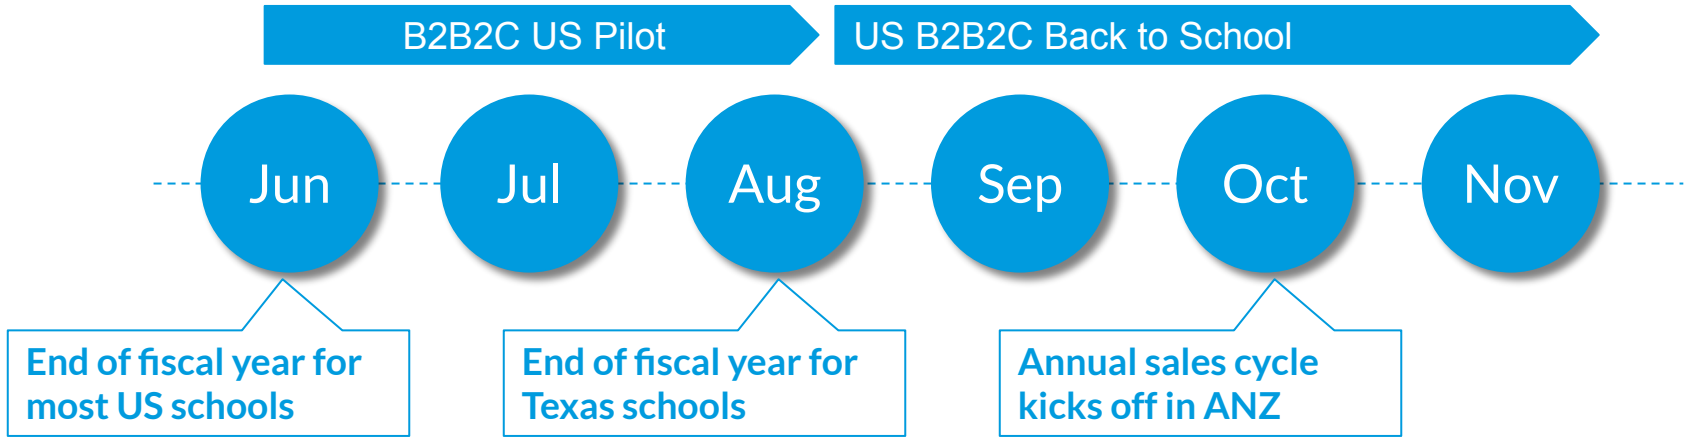 B2B2C US Pilot
US B2B2C Back to School
Jun
Jul
Aug
Sep
Oct
Nov
End of fiscal year for
most US schools
End of fiscal year for
Texas schools
Annual sales cycle
kicks off in ANZ